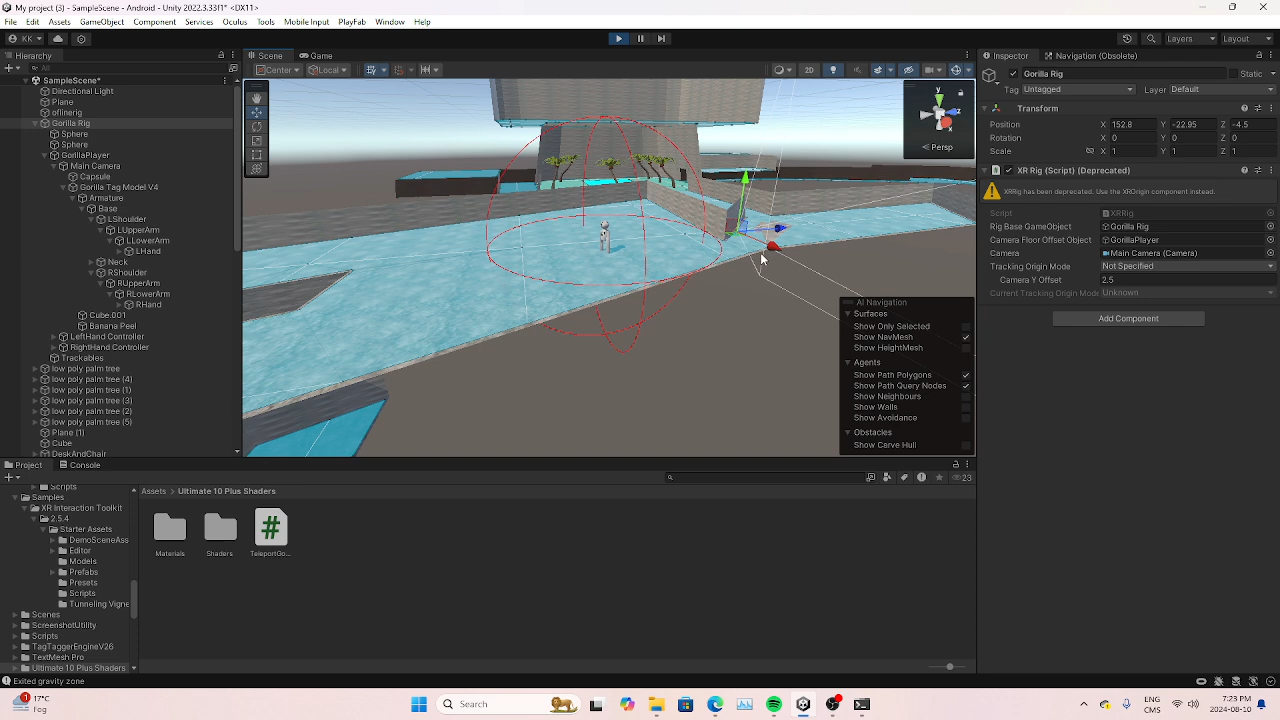 My project (3) - SampleScene - Android - Unity 2022.3.33f1* <DX11>
File Edit Assets GameObject Component Services Oculus Tools Mobile Input PlayFab Window Help
KK
Layers
Layout
Hierarchy
Scene
Game
Inspector
Navigation (Obsolete)
All
Center
Local
2D
Persp
y
x
SampleScene*
Directional Light
Plane
oflinerig
Gorilla Rig
Sphere
Sphere
GorillaPlayer
Main Camera
Capsule
Gorilla Tag Model V4
Armature
Base
LShoulder
LUpperArm
LLowerArm
LHand
Neck
RShoulder
RUpperArm
RLowerArm
RHand
Cube.001
Banana Peel
LeftHand Controller
RightHand Controller
Trackables
low poly palm tree
low poly palm tree (4)
low poly palm tree (1)
low poly palm tree (3)
low poly palm tree (2)
low poly palm tree (5)
Plane (1)
Cube
DeskAndChair
AI Navigation
Surfaces
Show Only Selected
Show NavMesh
Show HeightMesh
Agents
Show Path Polygons
Show Path Query Nodes
Show Neighbours
Show Walls
Show Avoidance
Obstacles
Show Carve Hull
Gorilla Rig
Static
Tag Untagged
Layer Default
Transform
Position X 152.8 Y -22.95 Z -4.5
Rotation X 0 Y 0 Z 0
Scale X 1 Y 1 Z 1
XR Rig (Script) (Deprecated)
XRRig has been deprecated. Use the XROrigin component instead.
Script XRRig
Rig Base GameObject Gorilla Rig
Camera Floor Offset Object GorillaPlayer
Camera Main Camera (Camera)
Tracking Origin Mode Not Specified
Camera Y Offset 2.5
Current Tracking Origin Mode Unknown
Add Component
Project
Console
23
Scripts
Samples
XR Interaction Toolkit
2.5.4
Starter Assets
DemoSceneAss
Editor
Models
Prefabs
Presets
Scripts
Tunneling Vigne
Scenes
ScreenshotUtility
Scripts
TagTaggerEngineV26
TextMesh Pro
Ultimate 10 Plus Shaders
Assets > Ultimate 10 Plus Shaders
Materials
Shaders
TeleportGo...
Exited gravity zone
1
17°C
Fog
Search
ENG
CMS
7:25 PM
2024-08-10